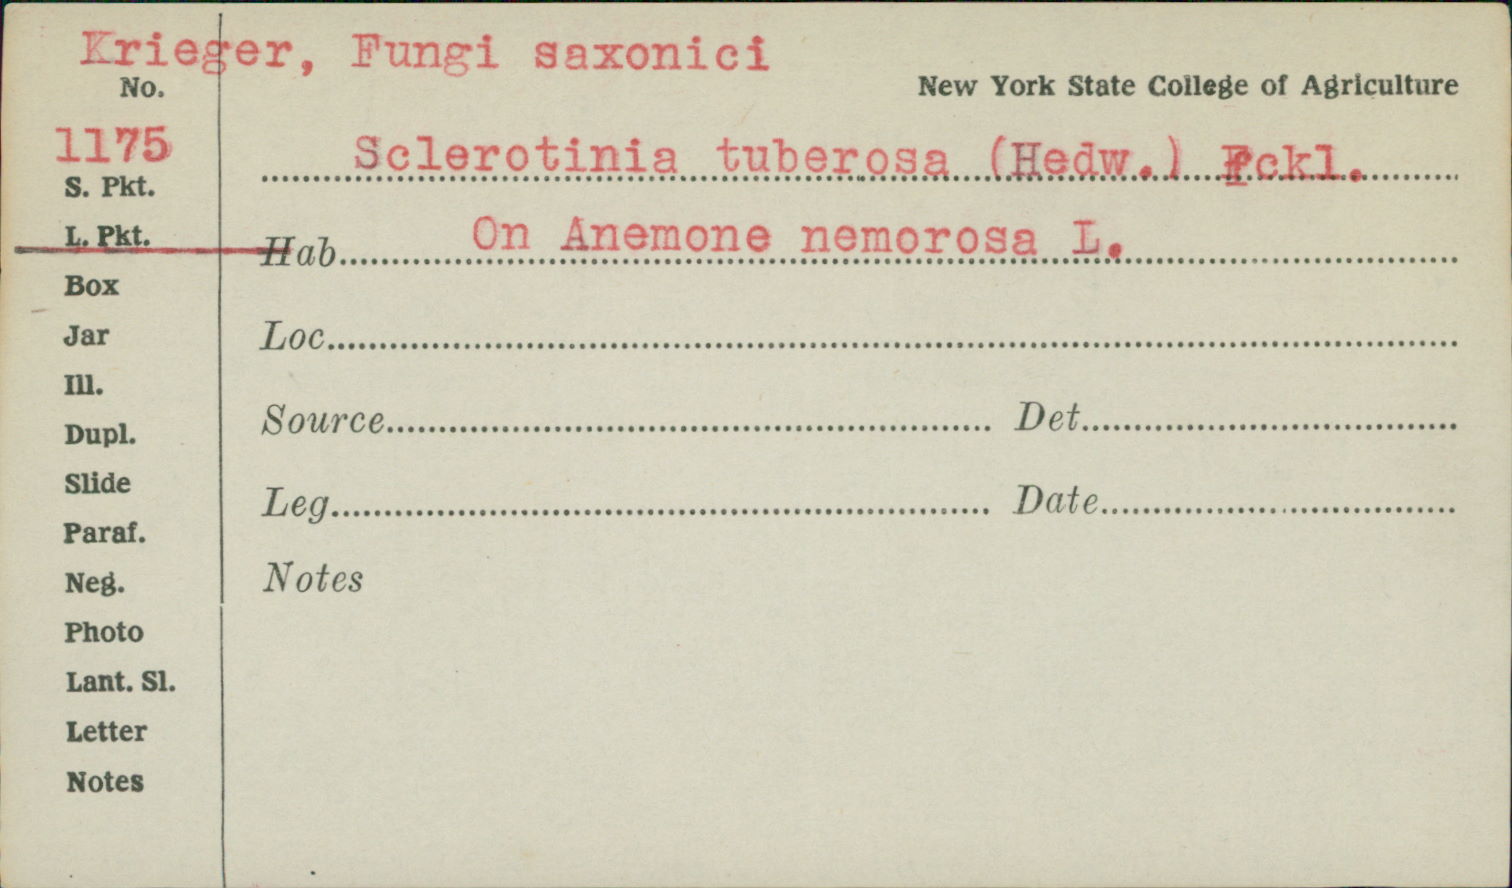 Krieger, Fungi saxonici
No.
New York State College of Agriculture
1175
Sclerotinia tuberosa (Hedw.) Fckl.
S. Pkt.
L. Pkt.
Hab. On Anemone nemorosa L.
Box
Jar
Loc.
Ill.
Source Det.
Dupl.
Slide
Leg. Date
Paraf.
Neg.
Notes
Photo
Lant. Sl.
Letter
Notes